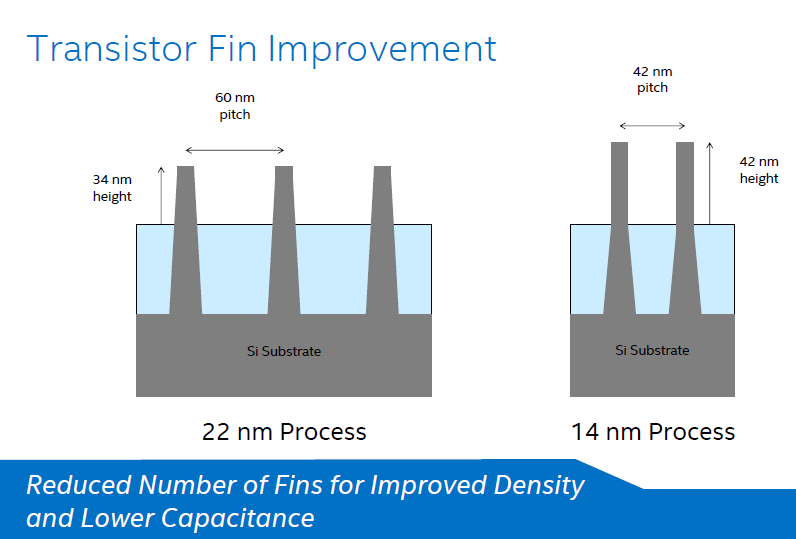 Transistor Fin Improvement
60 nm
pitch
34 nm
height
42 nm
pitch
42 nm
height
Si Substrate
Si Substrate
22 nm Process
14 nm Process
Reduced Number of Fins for Improved Density
and Lower Capacitance